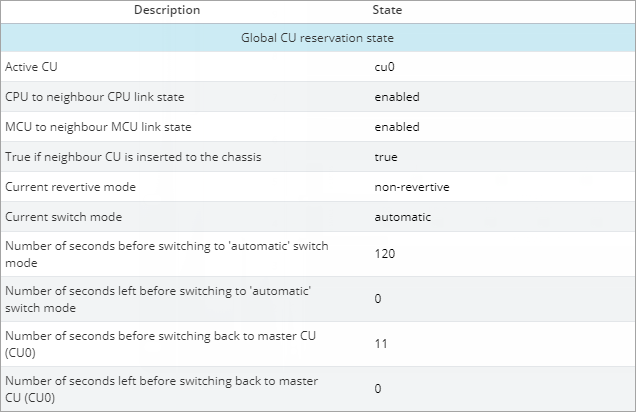 Description State
Global CU reservation state
Active CU cu0
CPU to neighbour CPU link state enabled
MCU to neighbour MCU link state enabled
True if neighbour CU is inserted to the chassis true
Current revertive mode non-revertive
Current switch mode automatic
Number of seconds before switching to 'automatic' switch
mode 120
Number of seconds left before switching to 'automatic'
switch mode 0
Number of seconds before switching back to master CU
(CU0) 11
Number of seconds left before switching back to master
CU (CU0) 0